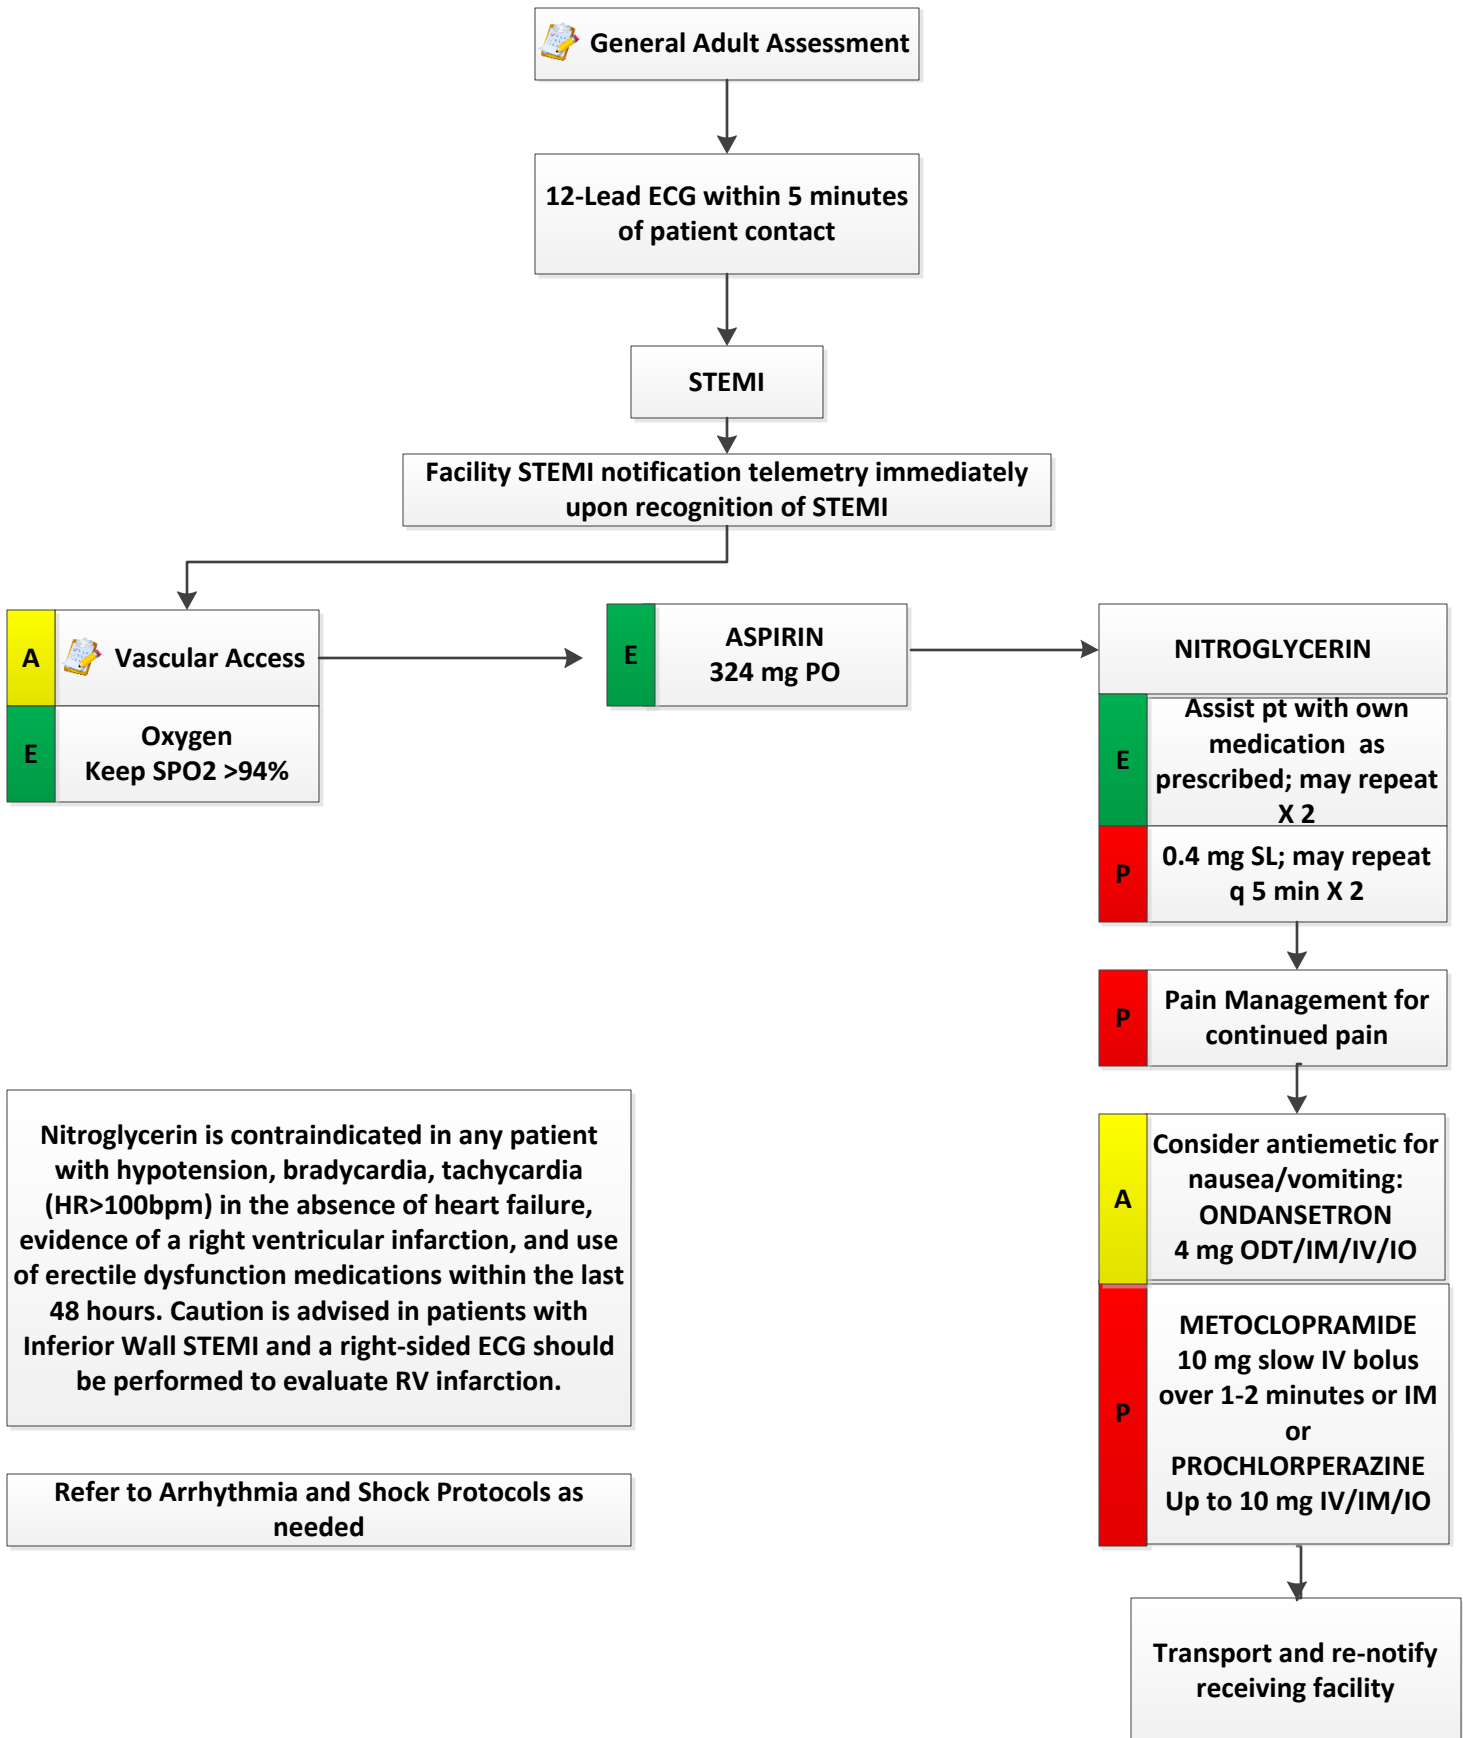 General Adult Assessment
12-Lead ECG within 5 minutes
of patient contact
STEMI
Facility STEMI notification telemetry immediately
upon recognition of STEMI
A
Vascular Access
E
Oxygen
Keep SPO2 >94%
E
ASPIRIN
324 mg PO
NITROGLYCERIN
E
Assist pt with own
medication as
prescribed; may repeat
X 2
P
0.4 mg SL; may repeat
q 5 min X 2
P
Pain Management for
continued pain
A
Consider antiemetic for
nausea/vomiting:
ONDANSETRON
4 mg ODT/IM/IV/IO
P
METOCLOPRAMIDE
10 mg slow IV bolus
over 1-2 minutes or IM
or
PROCHLORPERAZINE
Up to 10 mg IV/IM/IO
Transport and re-notify
receiving facility
Nitroglycerin is contraindicated in any patient
with hypotension, bradycardia, tachycardia
(HR>100bpm) in the absence of heart failure,
evidence of a right ventricular infarction, and use
of erectile dysfunction medications within the last
48 hours. Caution is advised in patients with
Inferior Wall STEMI and a right-sided ECG should
be performed to evaluate RV infarction.
Refer to Arrhythmia and Shock Protocols as
needed